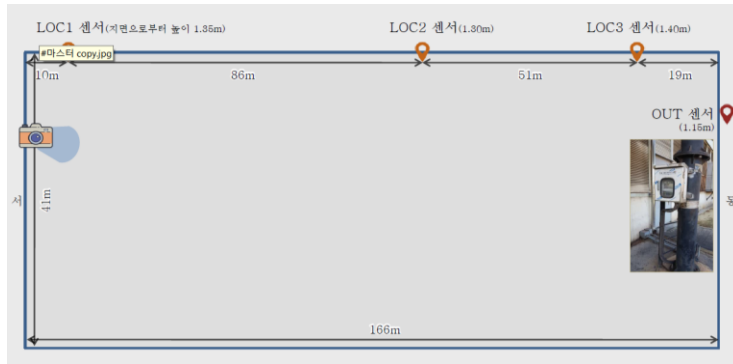 LOC1 센서(지면으로부터 높이 1.35m)
LOC2 센서(1.30m)
LOC3 센서(1.40m)
#마스터 copy.jpg
10m
86m
51m
19m
OUT 센서
(1.15m)
서
41m
동
166m